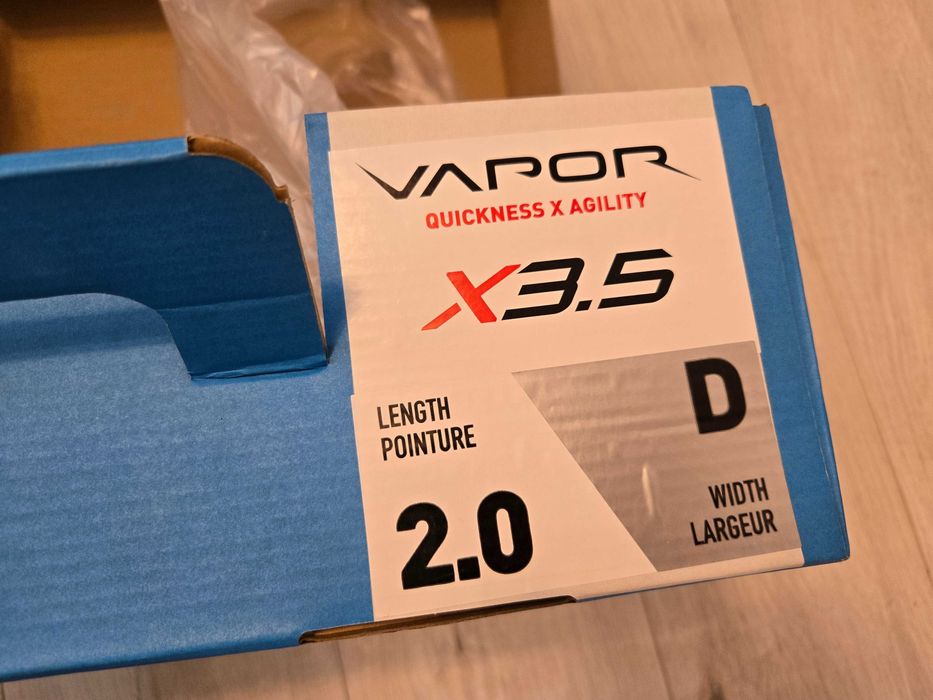 VAPOR
QUICKNESS X AGILITY
X3.5
LENGTH
POINTURE
2.0
D
WIDTH
LARGEUR